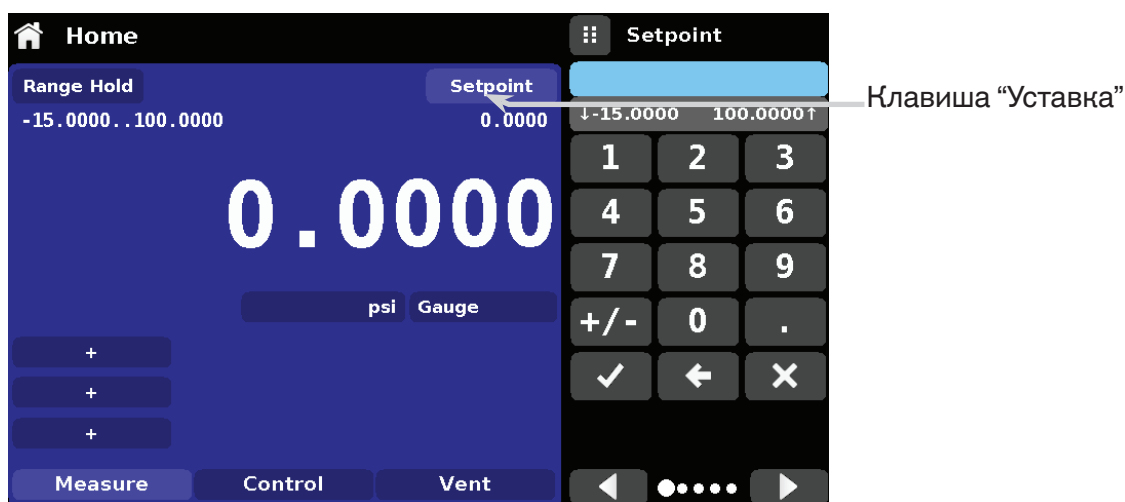 Home
Range Hold
Setpoint
-15.0000..100.0000
0.0000
0.0000
psi
Gauge
+
+
+
Measure
Control
Vent
Setpoint
↓-15.0000 100.0000↑
1 2 3
4 5 6
7 8 9
+/- 0 .
Клавиша “Уставка”